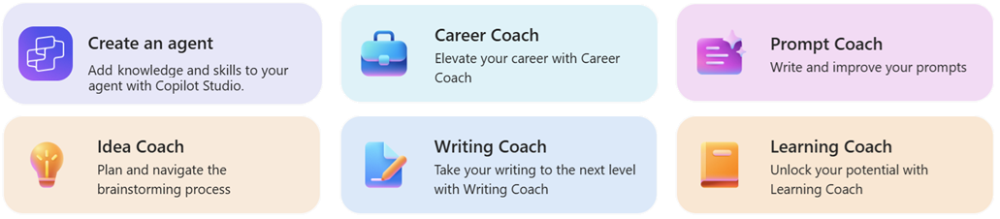 Create an agent
Add knowledge and skills to your
agent with Copilot Studio.
Career Coach
Elevate your career with Career
Coach
Prompt Coach
Write and improve your prompts
Idea Coach
Plan and navigate the
brainstorming process
Writing Coach
Take your writing to the next level
with Writing Coach
Learning Coach
Unlock your potential with
Learning Coach